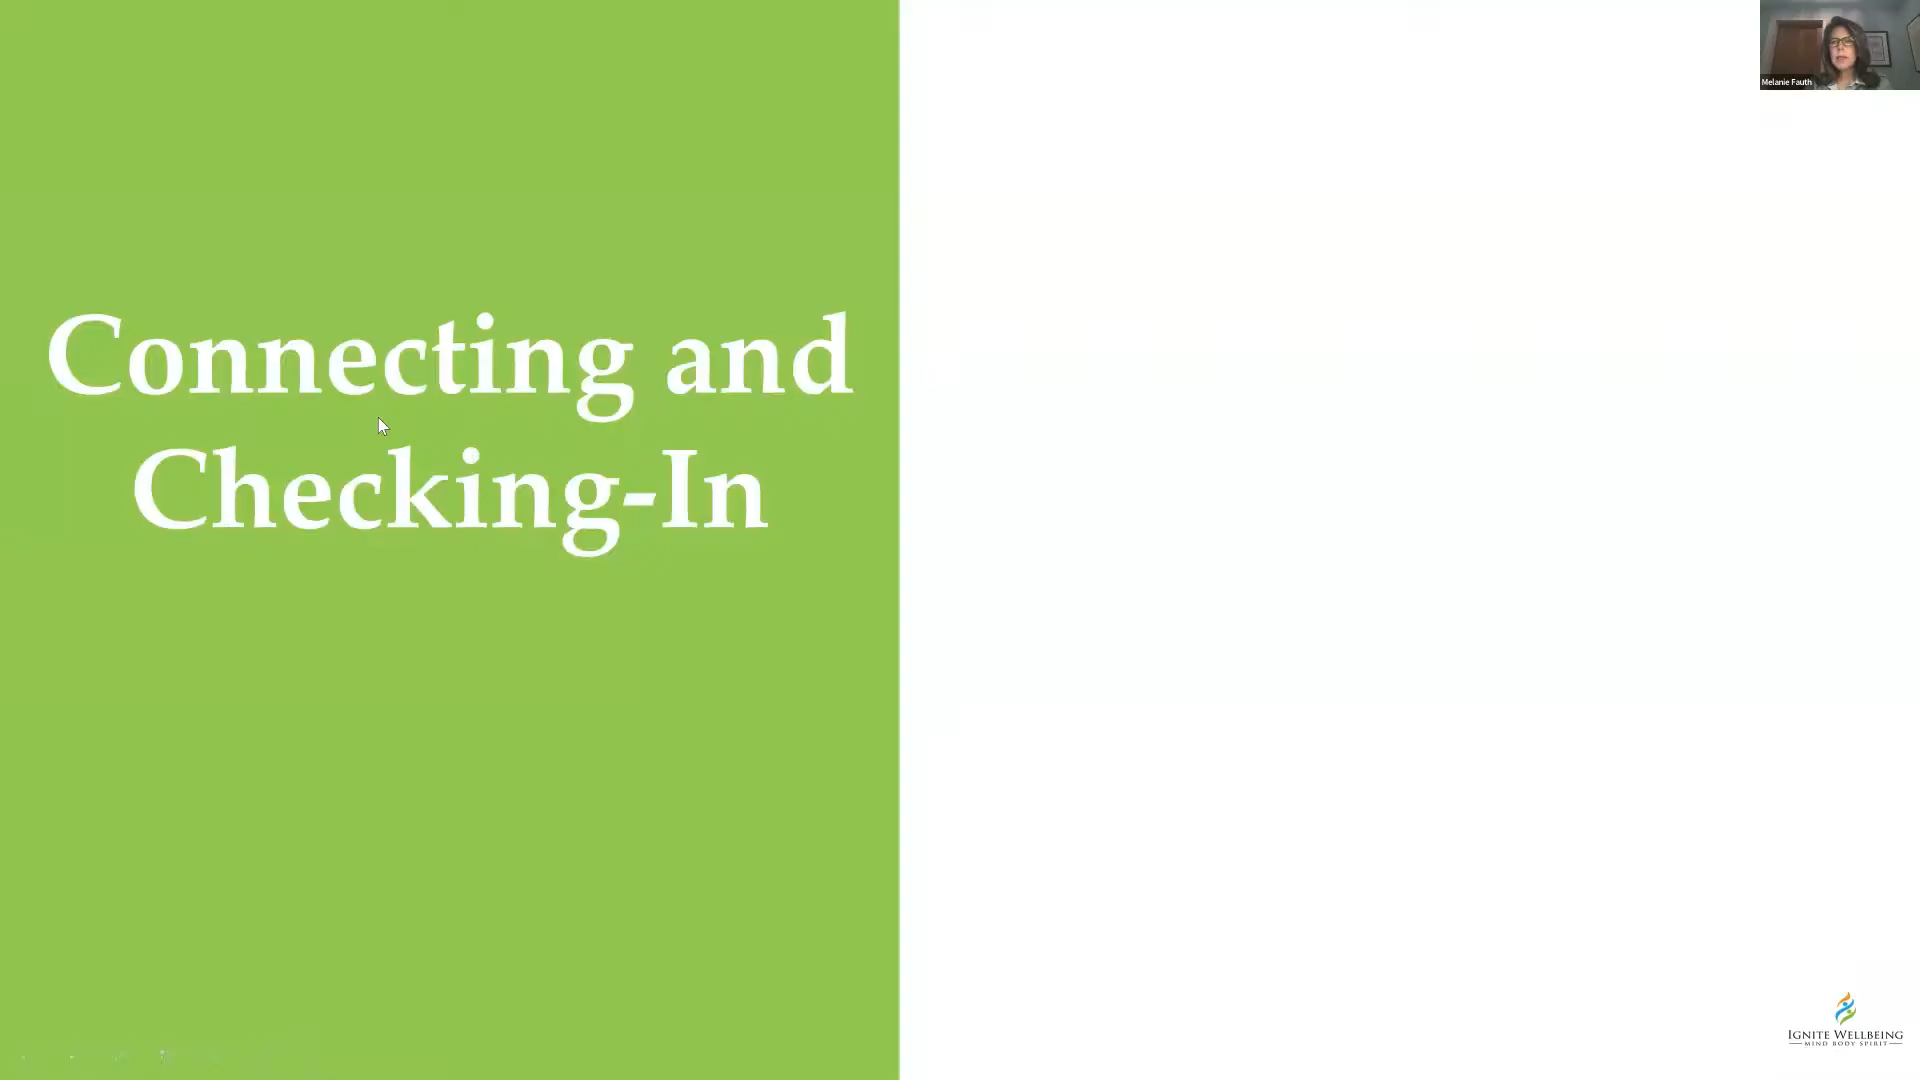 Connecting and
Checking-In
Melanie Fauth
IGNITE WELLBEING
MIND BODY SPIRIT